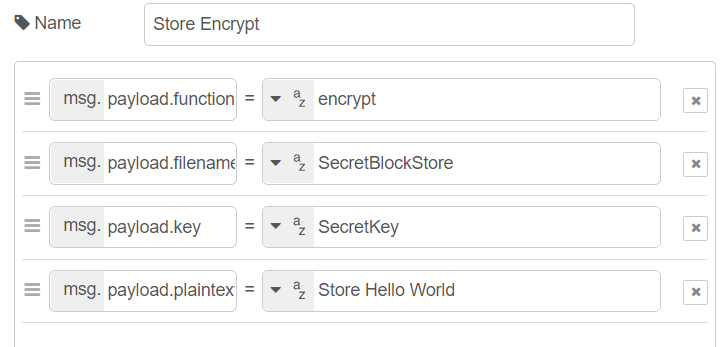 Name Store Encrypt
msg. payload.function = az encrypt
msg. payload.filename = az SecretBlockStore
msg. payload.key = az SecretKey
msg. payload.plaintex = az Store Hello World